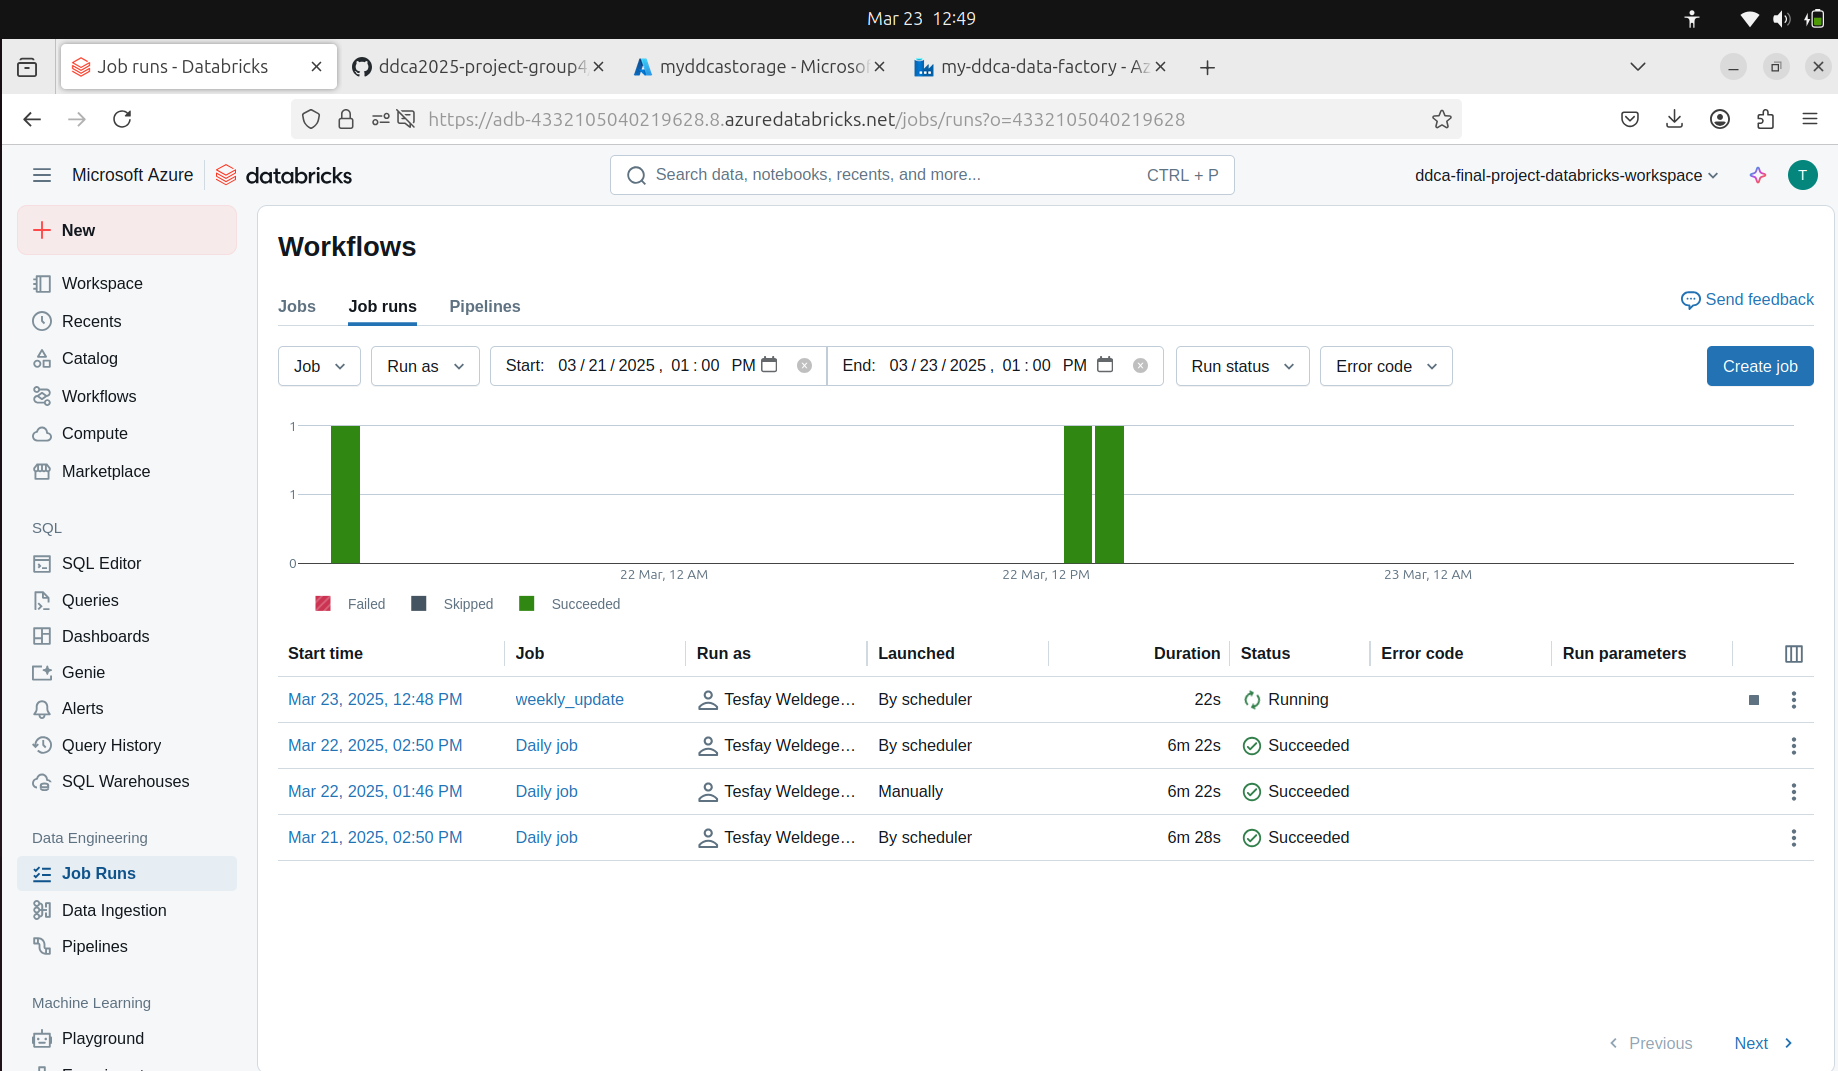 Mar 23 12:49
Job runs - Databricks
ddca2025-project-group4
myddcastorage - Microsof
my-ddca-data-factory - Az
https://adb-4332105040219628.8.azuredatabricks.net/jobs/runs?o=4332105040219628
Microsoft Azure
databricks
Search data, notebooks, recents, and more...
CTRL + P
ddca-final-project-databricks-workspace
T
New
Workspace
Recents
Catalog
Workflows
Compute
Marketplace
SQL
SQL Editor
Queries
Dashboards
Genie
Alerts
Query History
SQL Warehouses
Data Engineering
Job Runs
Data Ingestion
Pipelines
Machine Learning
Playground
Workflows
Jobs
Job runs
Pipelines
Send feedback
Job
Run as
Start: 03/21/2025, 01:00 PM
End: 03/23/2025, 01:00 PM
Run status
Error code
Create job
1
1
0
22 Mar, 12 AM
22 Mar, 12 PM
23 Mar, 12 AM
Failed
Skipped
Succeeded
Start time Job Run as Launched Duration Status Error code Run parameters
Mar 23, 2025, 12:48 PM weekly_update Tesfay Weldege... By scheduler 22s Running
Mar 22, 2025, 02:50 PM Daily job Tesfay Weldege... By scheduler 6m 22s Succeeded
Mar 22, 2025, 01:46 PM Daily job Tesfay Weldege... Manually 6m 22s Succeeded
Mar 21, 2025, 02:50 PM Daily job Tesfay Weldege... By scheduler 6m 28s Succeeded
Previous
Next